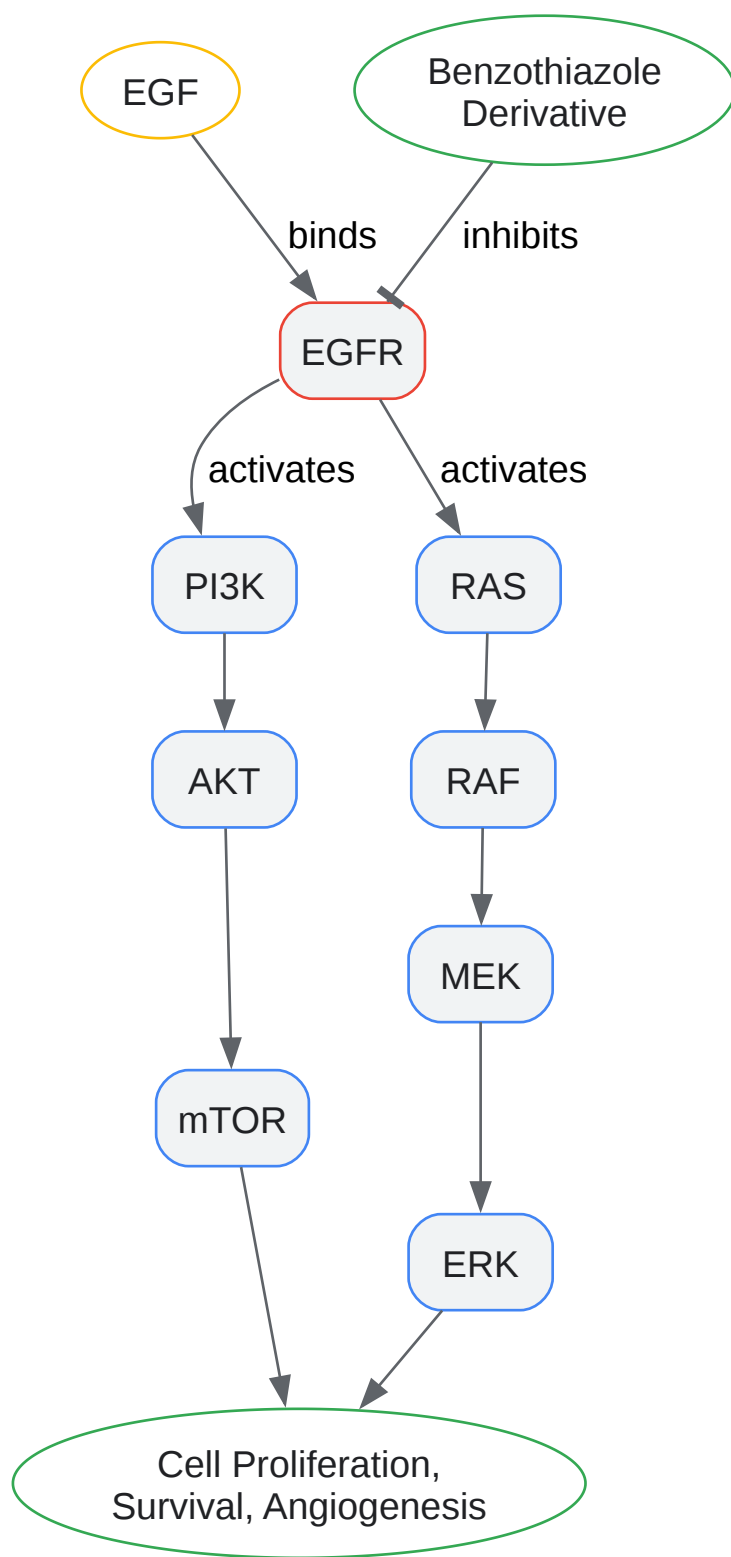 EGF
Benzothiazole
Derivative
binds
inhibits
EGFR
activates
activates
PI3K
RAS
AKT
RAF
MEK
mTOR
ERK
Cell Proliferation,
Survival, Angiogenesis